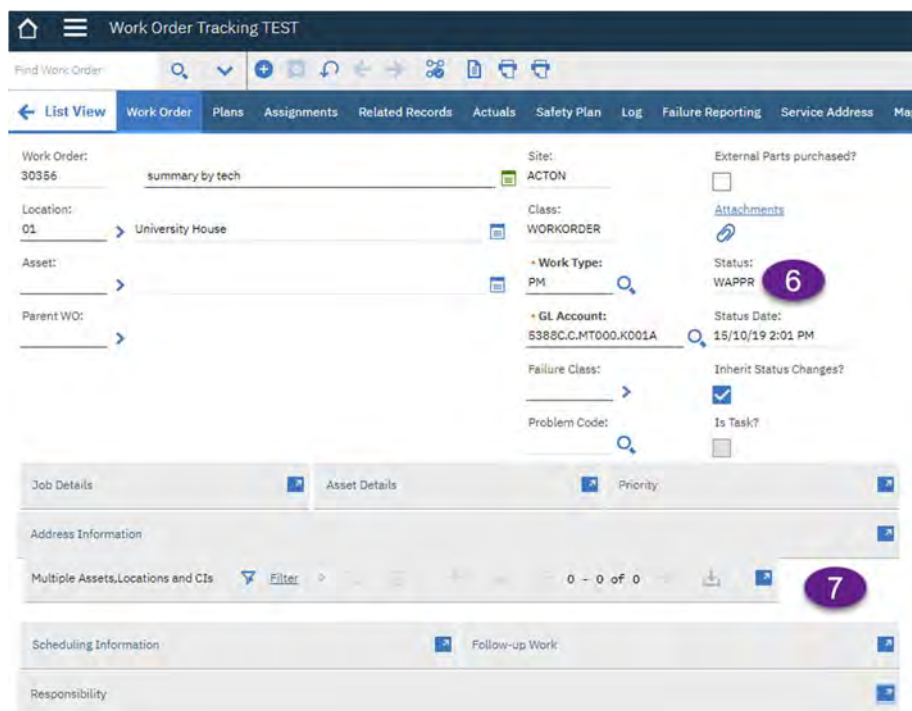 Work Order Tracking TEST
Find Work Order
List View Work Order Plans Assignments Related Records Actuals Safety Plan Log Failure Reporting Service Address Ma
Work Order: Site: External Parts purchased?
30356 summary by tech ACTON
Location: Class: Attachments
01 University House WORKORDER
Asset: Work Type: Status:
PM WAPPR 6
Parent WO: GL Account: Status Date:
5388C.C.MT000.K001A 15/10/19 2:01 PM
Failure Class: Inherit Status Changes?
Problem Code: Is Task?
Job Details Asset Details Priority
Address Information
Multiple Assets,Locations and CIs Filter 0 - 0 of 0 7
Scheduling Information Follow-up Work
Responsibility